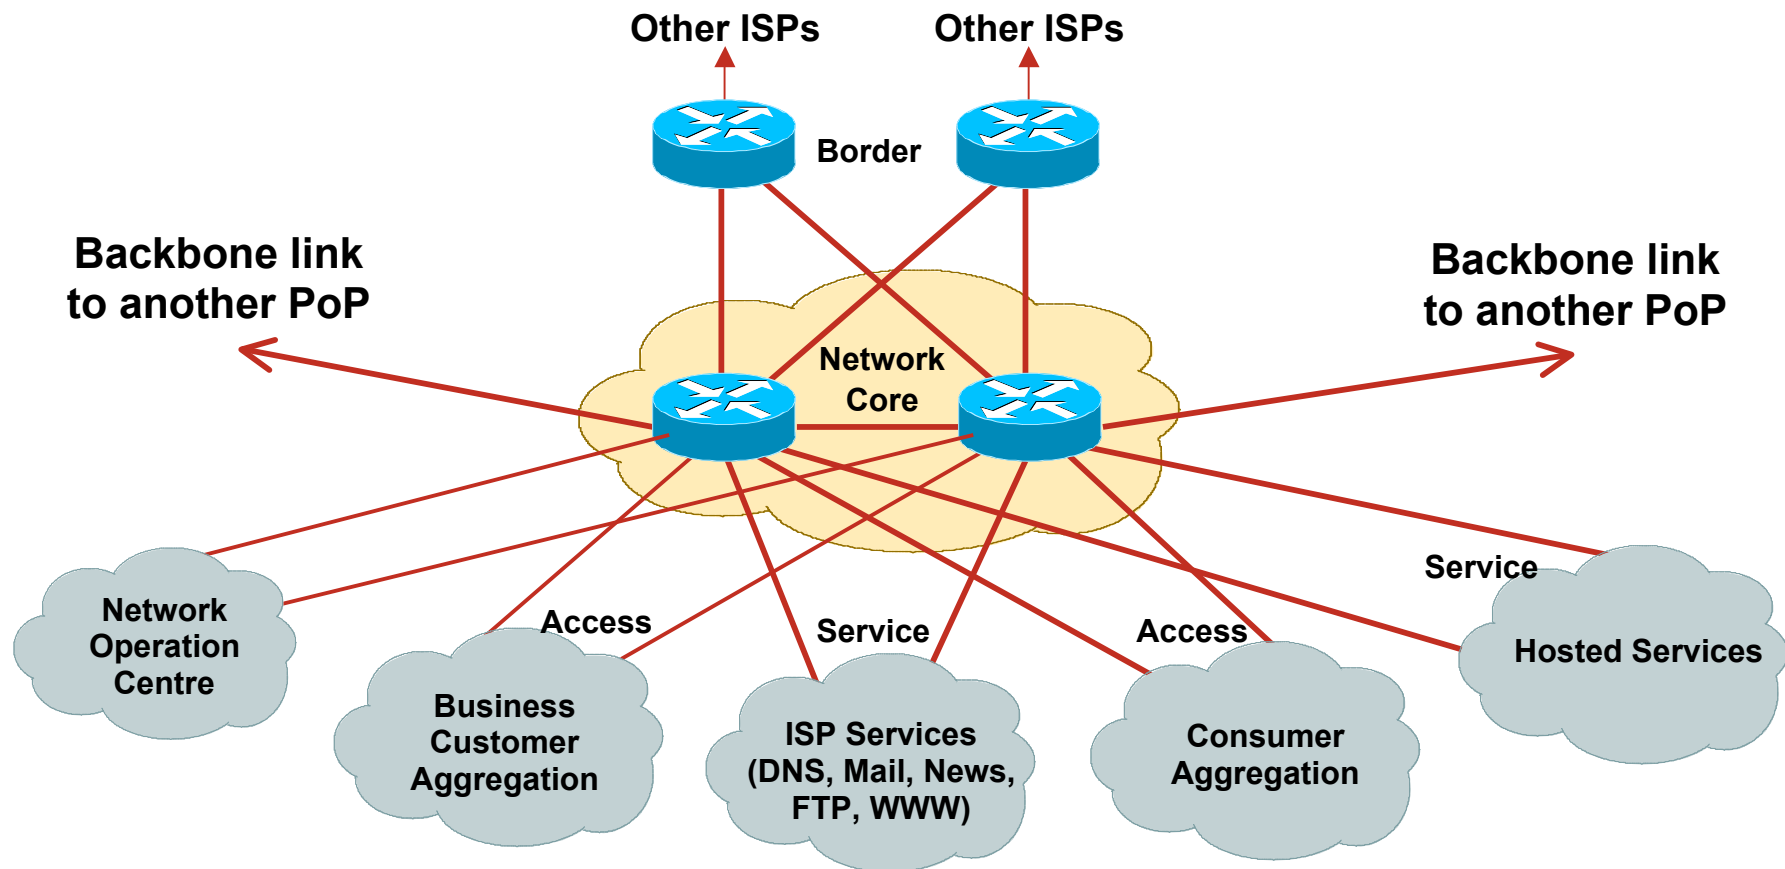 Other ISPs
Other ISPs
Border
Backbone link
to another PoP
Backbone link
to another PoP
Network
Core
Network
Operation
Centre
Access
Business
Customer
Aggregation
Service
ISP Services
(DNS, Mail, News,
FTP, WWW)
Access
Consumer
Aggregation
Service
Hosted Services